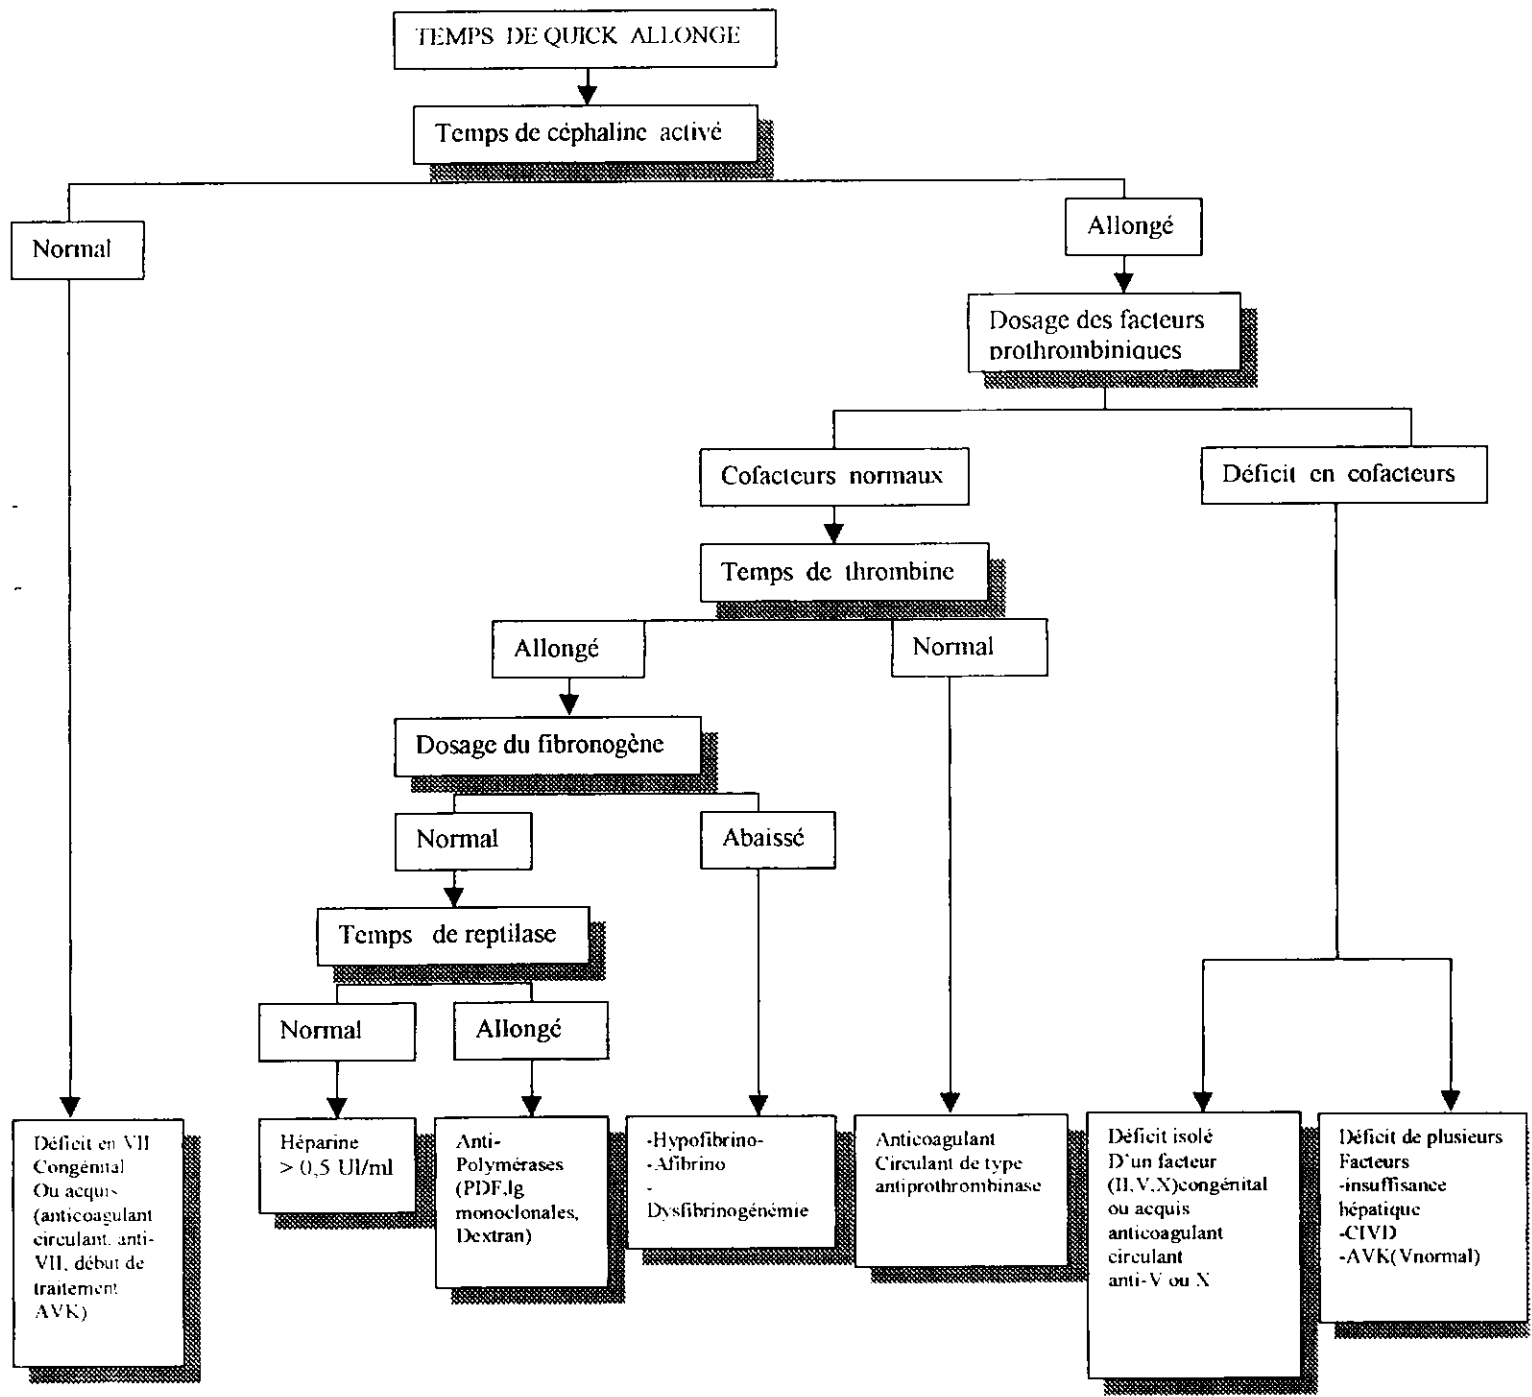 TEMPS DE QUICK ALLONGE
Temps de céphaline activé
Normal
Allongé
Dosage des facteurs
prothrombiniques
Cofacteurs normaux
Déficit en cofacteurs
Temps de thrombine
Allongé
Normal
Dosage du fibronogène
Normal
Abaissé
Temps de reptilase
Normal
Allongé
Déficit en VII
Congénital
Ou acquis
(anticoagulant
circulant, anti-
VII, début de
traitement
AVK)
Héparine
> 0,5 UI/ml
Anti-
Polymérases
(PDF,Ig
monoclonales,
Dextran)
-Hypofibrino-
-Afibrino
-
Dysfibrinogénémie
Anticoagulant
Circulant de type
antiprothrombinase
Déficit isolé
D'un facteur
(II,V,X)congénital
ou acquis
anticoagulant
circulant
anti-V ou X
Déficit de plusieurs
Facteurs
-insuffisance
hépatique
-CIVD
-AVK(Vnormal)